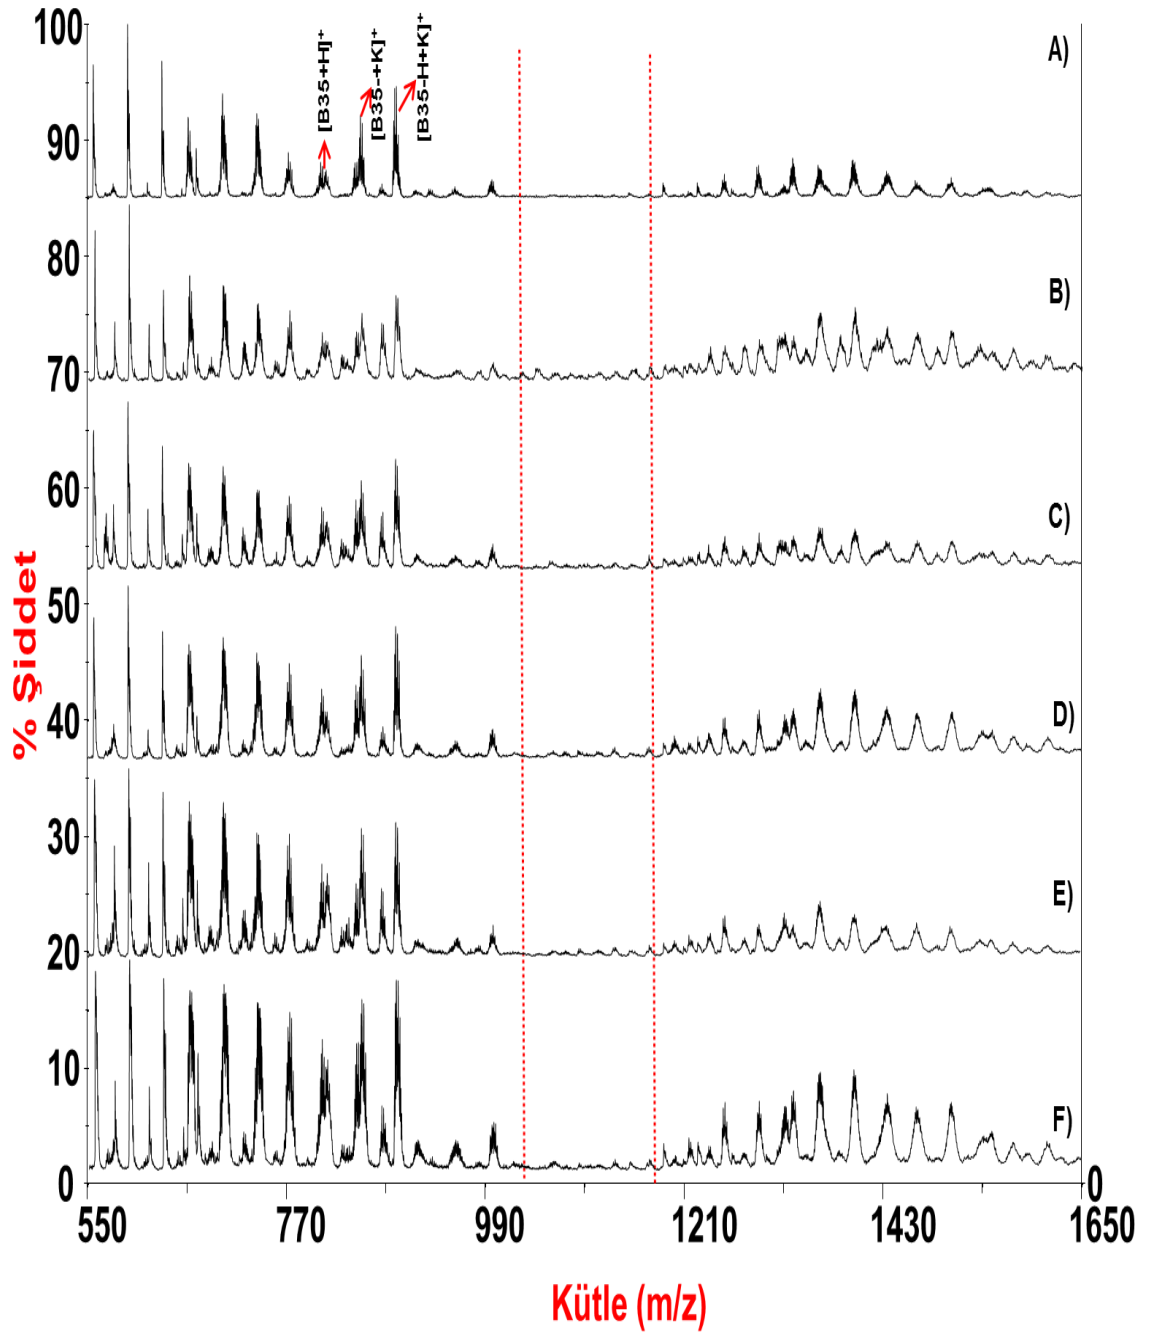 100
90
80
70
60
50
40
30
20
10
0
% Şiddet
[B35+H]⁺
[B35-+K]⁺
[B35-H+K]⁺
A)
B)
C)
D)
E)
F)
0
550 770 990 1210 1430 1650
Kütle (m/z)